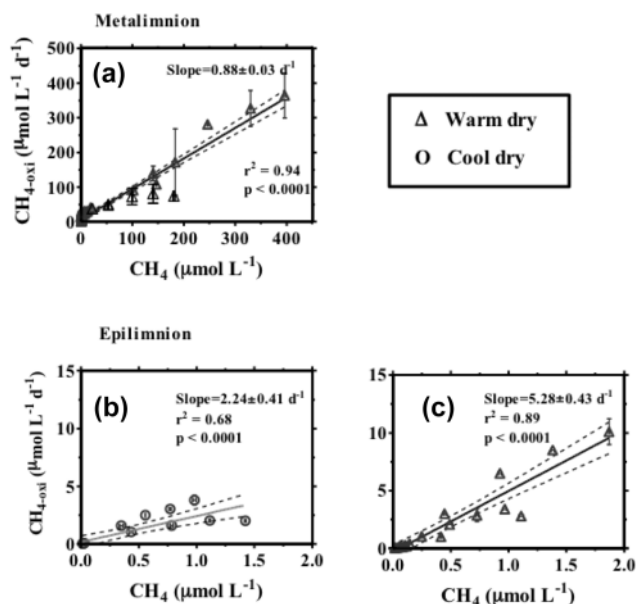 Metalimnion
(a)
Slope=0.88±0.03 d⁻¹
r² = 0.94
p < 0.0001
CH₄₋ₒₓᵢ (μmol L⁻¹ d⁻¹)
500
400
300
200
100
0
0 100 200 300 400
CH₄ (μmol L⁻¹)
Warm dry
Cool dry
Epilimnion
(b)
Slope=2.24±0.41 d⁻¹
r² = 0.68
p < 0.0001
CH₄₋ₒₓᵢ (μmol L⁻¹ d⁻¹)
15
10
5
0
0.0 0.5 1.0 1.5 2.0
CH₄ (μmol L⁻¹)
(c)
Slope=5.28±0.43 d⁻¹
r² = 0.89
p < 0.0001
15
10
5
0
0.0 0.5 1.0 1.5 2.0
CH₄ (μmol L⁻¹)